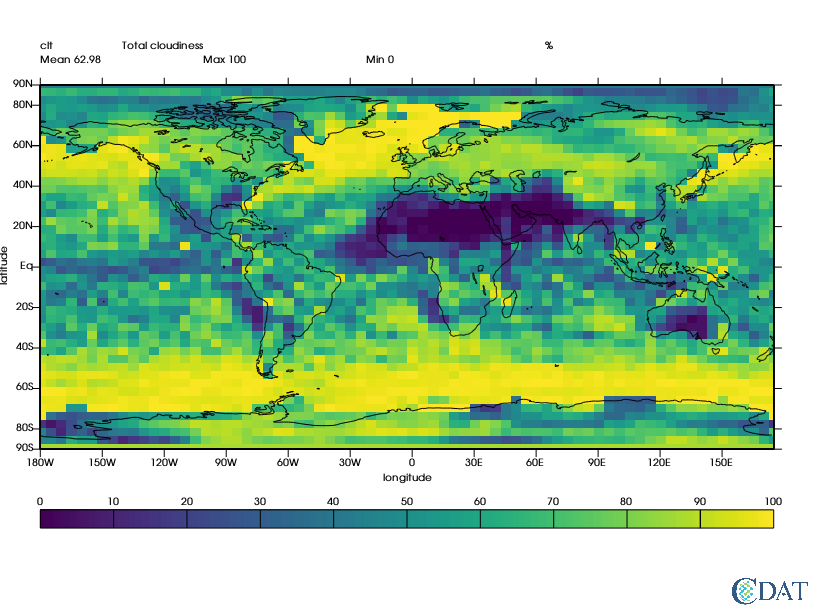 clt Total cloudiness %
Mean 62.98 Max 100 Min 0
90N
80N
60N
40N
20N
Eq
20S
40S
60S
80S
90S
latitude
180W 150W 120W 90W 60W 30W 0 30E 60E 90E 120E 150E
longitude
0 10 20 30 40 50 60 70 80 90 100
CDAT